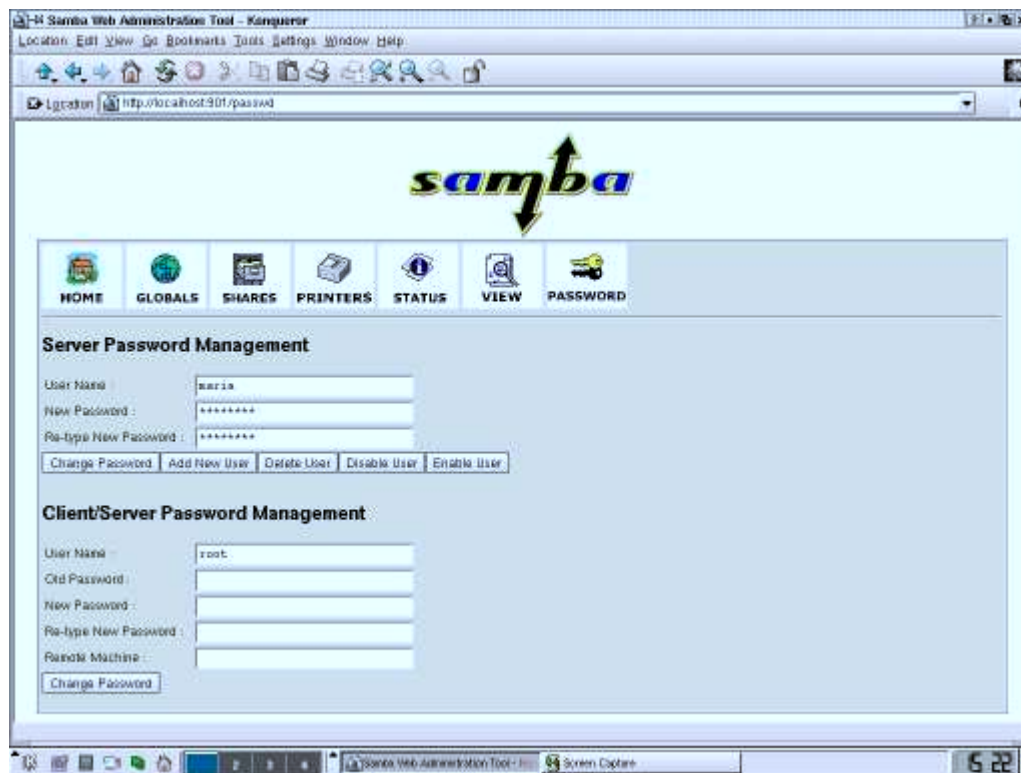 Samba Web Administration Tool - Konqueror
Location Edit View Go Bookmarks Tools Settings Window Help
Location http://localhost:901/passwd
samba
HOME GLOBALS SHARES PRINTERS STATUS VIEW PASSWORD
Server Password Management
User Name : maria
New Password : ********
Re-type New Password : ********
Change Password Add New User Delete User Disable User Enable User
Client/Server Password Management
User Name : root
Old Password :
New Password :
Re-type New Password :
Remote Machine :
Change Password
2 3 4 Samba Web Administration Tool - Screen Capture 5 22